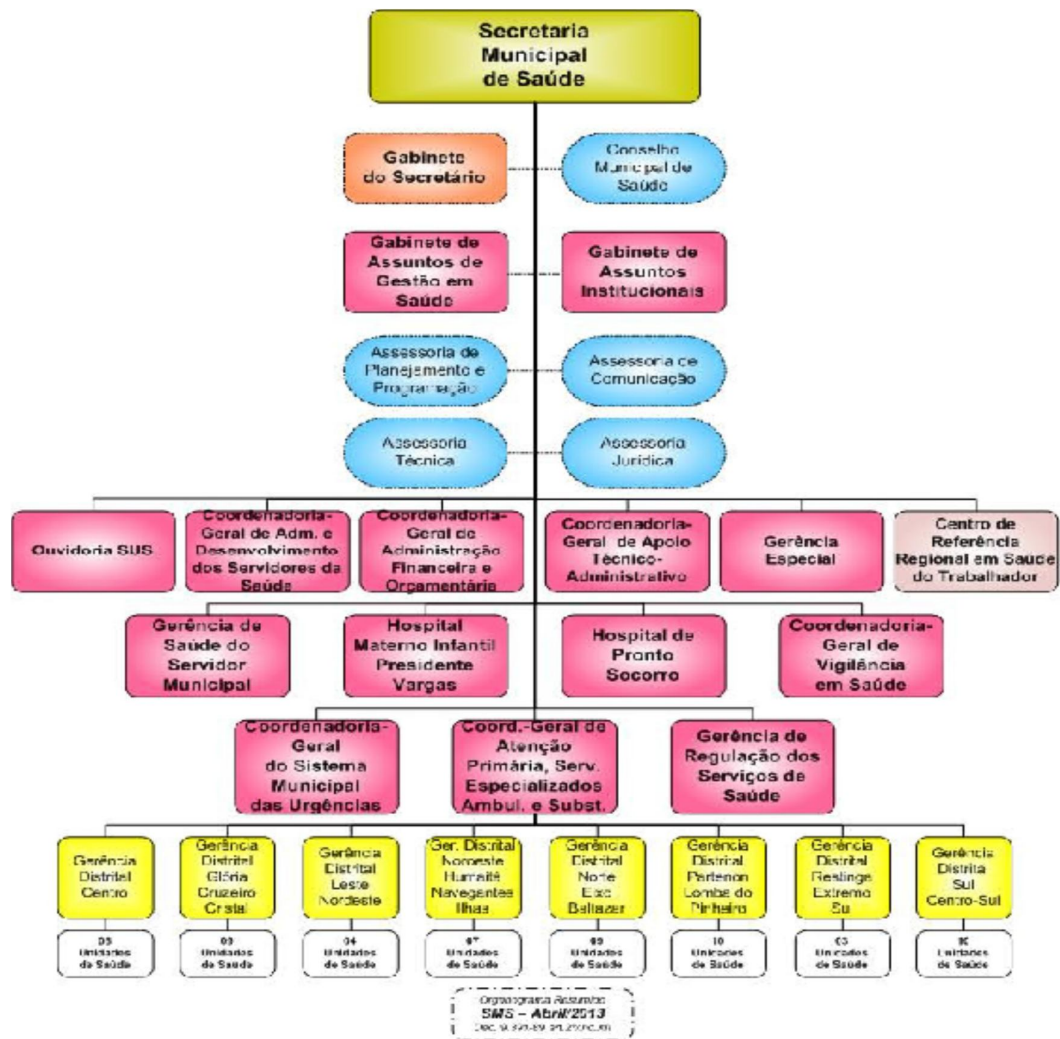 Secretaria
Municipal
de Saúde
Gabinete
do Secretário
Conselho
Municipal de
Saúde
Gabinete de
Assuntos de
Gestão em
Saúde
Gabinete de
Assuntos
Institucionais
Assessoria de
Planejamento e
Programação
Assessoria de
Comunicação
Assessoria
Técnica
Assessoria
Jurídica
Ouvidoria SUS
Coordenadoria-
Geral de Adm. e
Desenvolvimento
dos Servidores da
Saúde
Coordenadoria-
Geral de
Administração
Financeira e
Orçamentária
Coordenadoria-
Geral de Apoio
Técnico-
Administrativo
Gerência
Especial
Centro de
Referência
Regional em Saúde
do Trabalhador
Gerência de
Saúde do
Servidor
Municipal
Hospital
Materno Infantil
Presidente
Vargas
Hospital de
Pronto
Socorro
Coordenadoria-
Geral de
Vigilância
em Saúde
Coordenadoria-
Geral
do Sistema
Municipal
das Urgências
Coord.-Geral de
Atenção
Primária, Serv.
Especializados
Ambul. e Subst.
Gerência de
Regulação dos
Serviços de
Saúde
Gerência
Distrital
Centro
Gerência
Distrital
Glória
Cruzeiro
Cristal
Gerência
Distrital
Leste
Nordeste
Ger. Distrital
Noroeste
Humaitá
Navegantes
Ilhas
Gerência
Distrital
Norte
Eixo
Baltazar
Gerência
Distrital
Partenon
Lomba do
Pinheiro
Gerência
Distrital
Restinga
Extremo
Sul
Gerência
Distrital
Sul
Centro-Sul
Unidades
de Saúde
Unidades
de Saúde
Unidades
de Saúde
Unidades
de Saúde
Unidades
de Saúde
Unidades
de Saúde
Unidades
de Saúde
Unidades
de Saúde
Organograma Resumido
SMS – Abril/2013